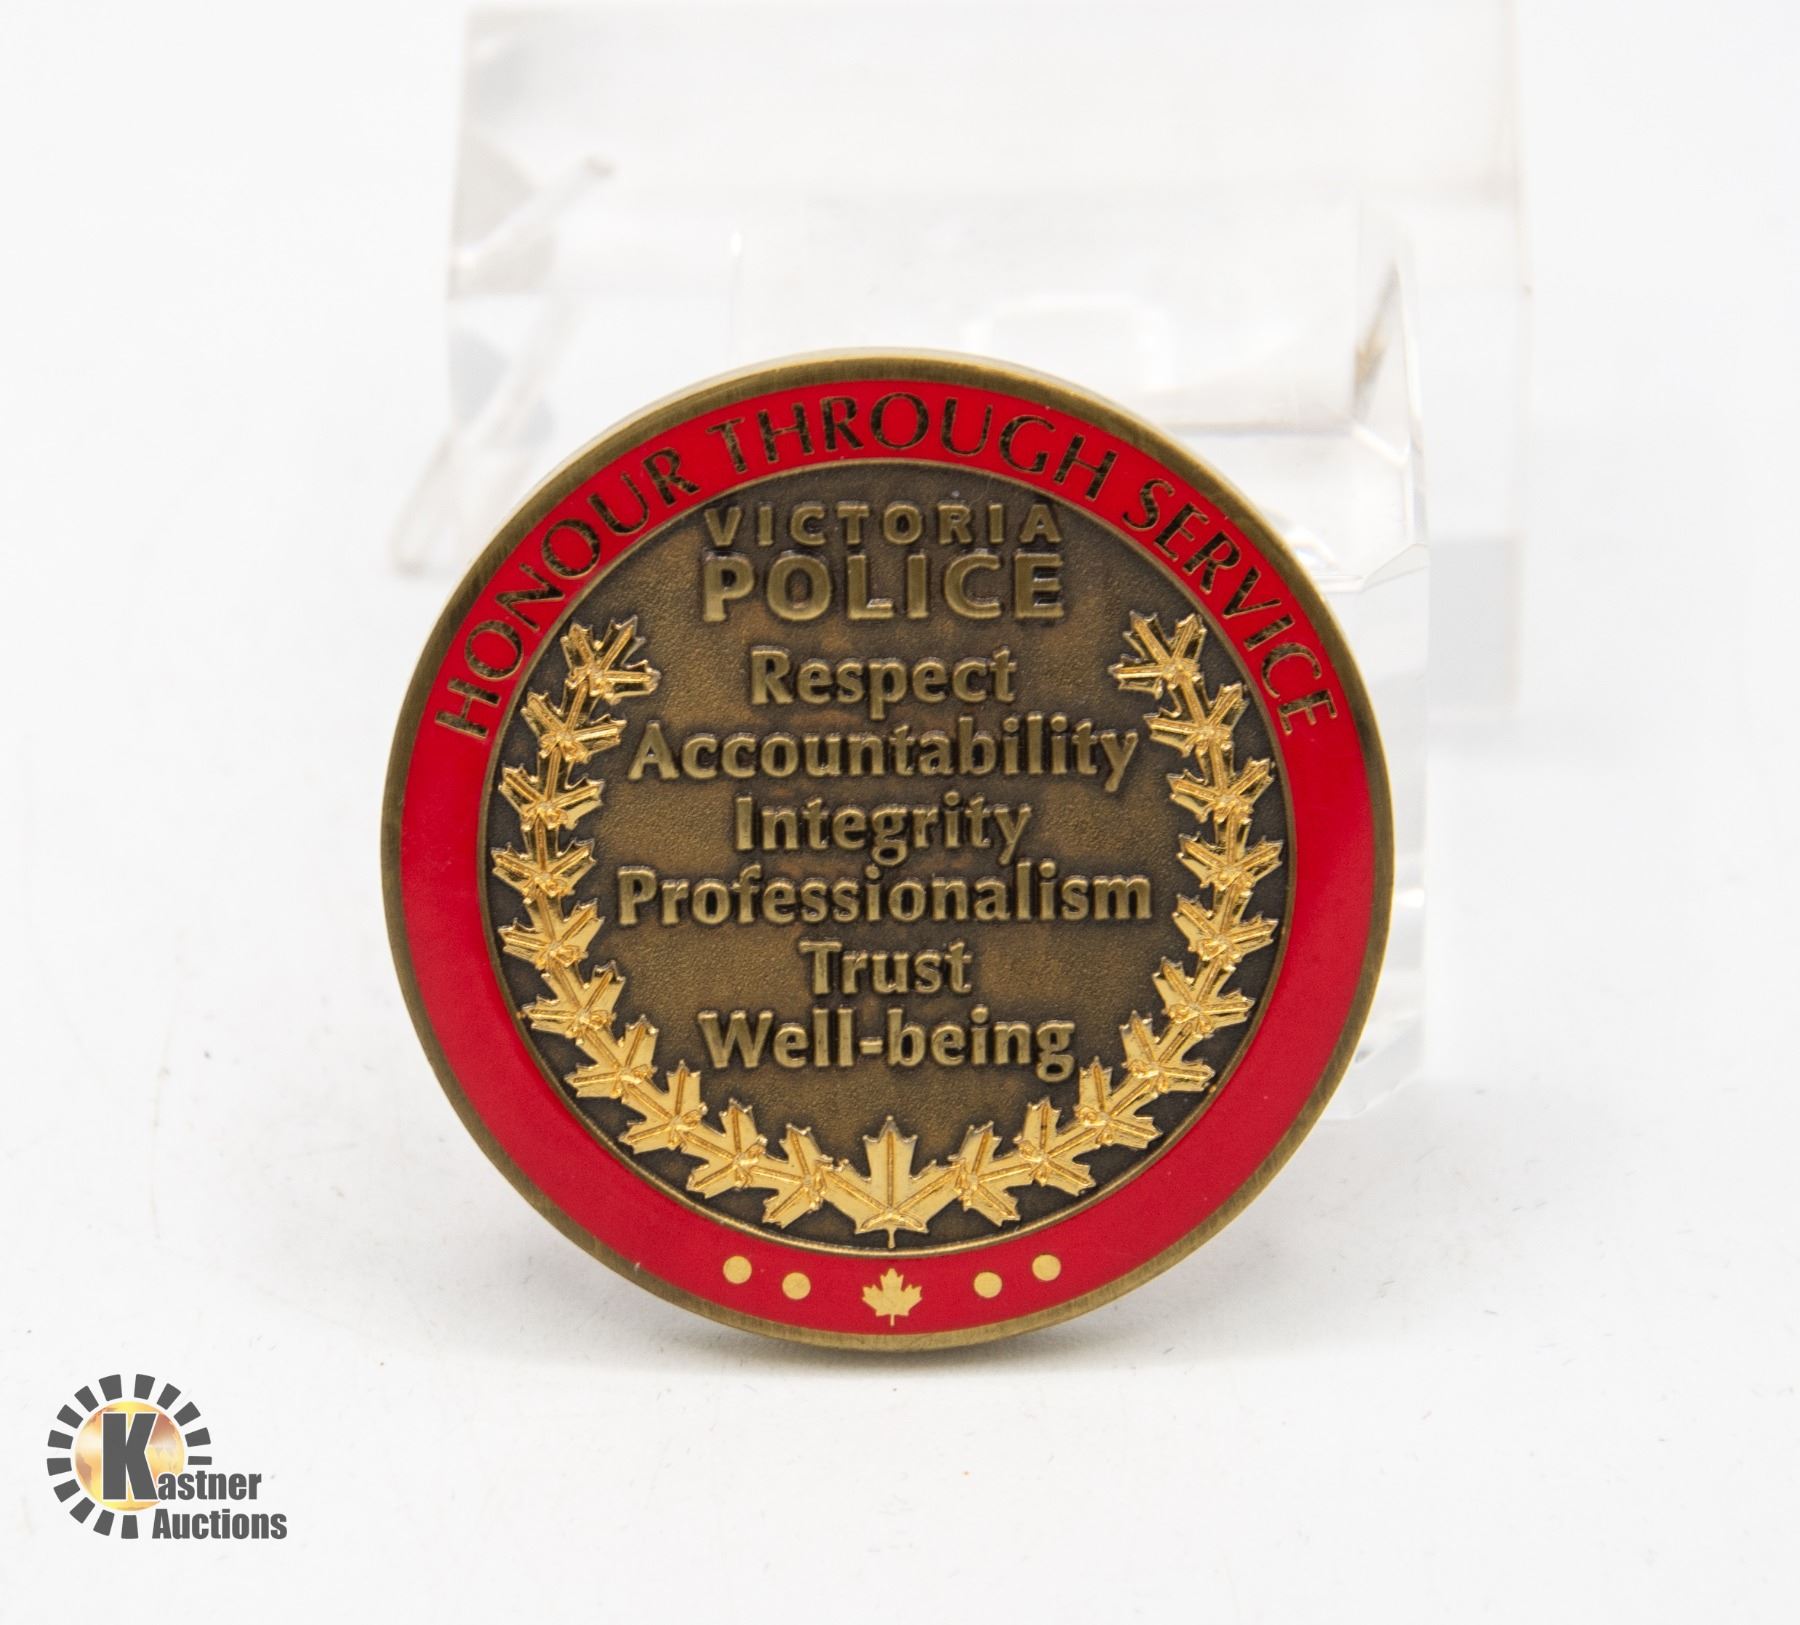 HONOUR THROUGH SERVICE
VICTORIA
POLICE
Respect
Accountability
Integrity
Professionalism
Trust
Well-being
Kastner
Auctions